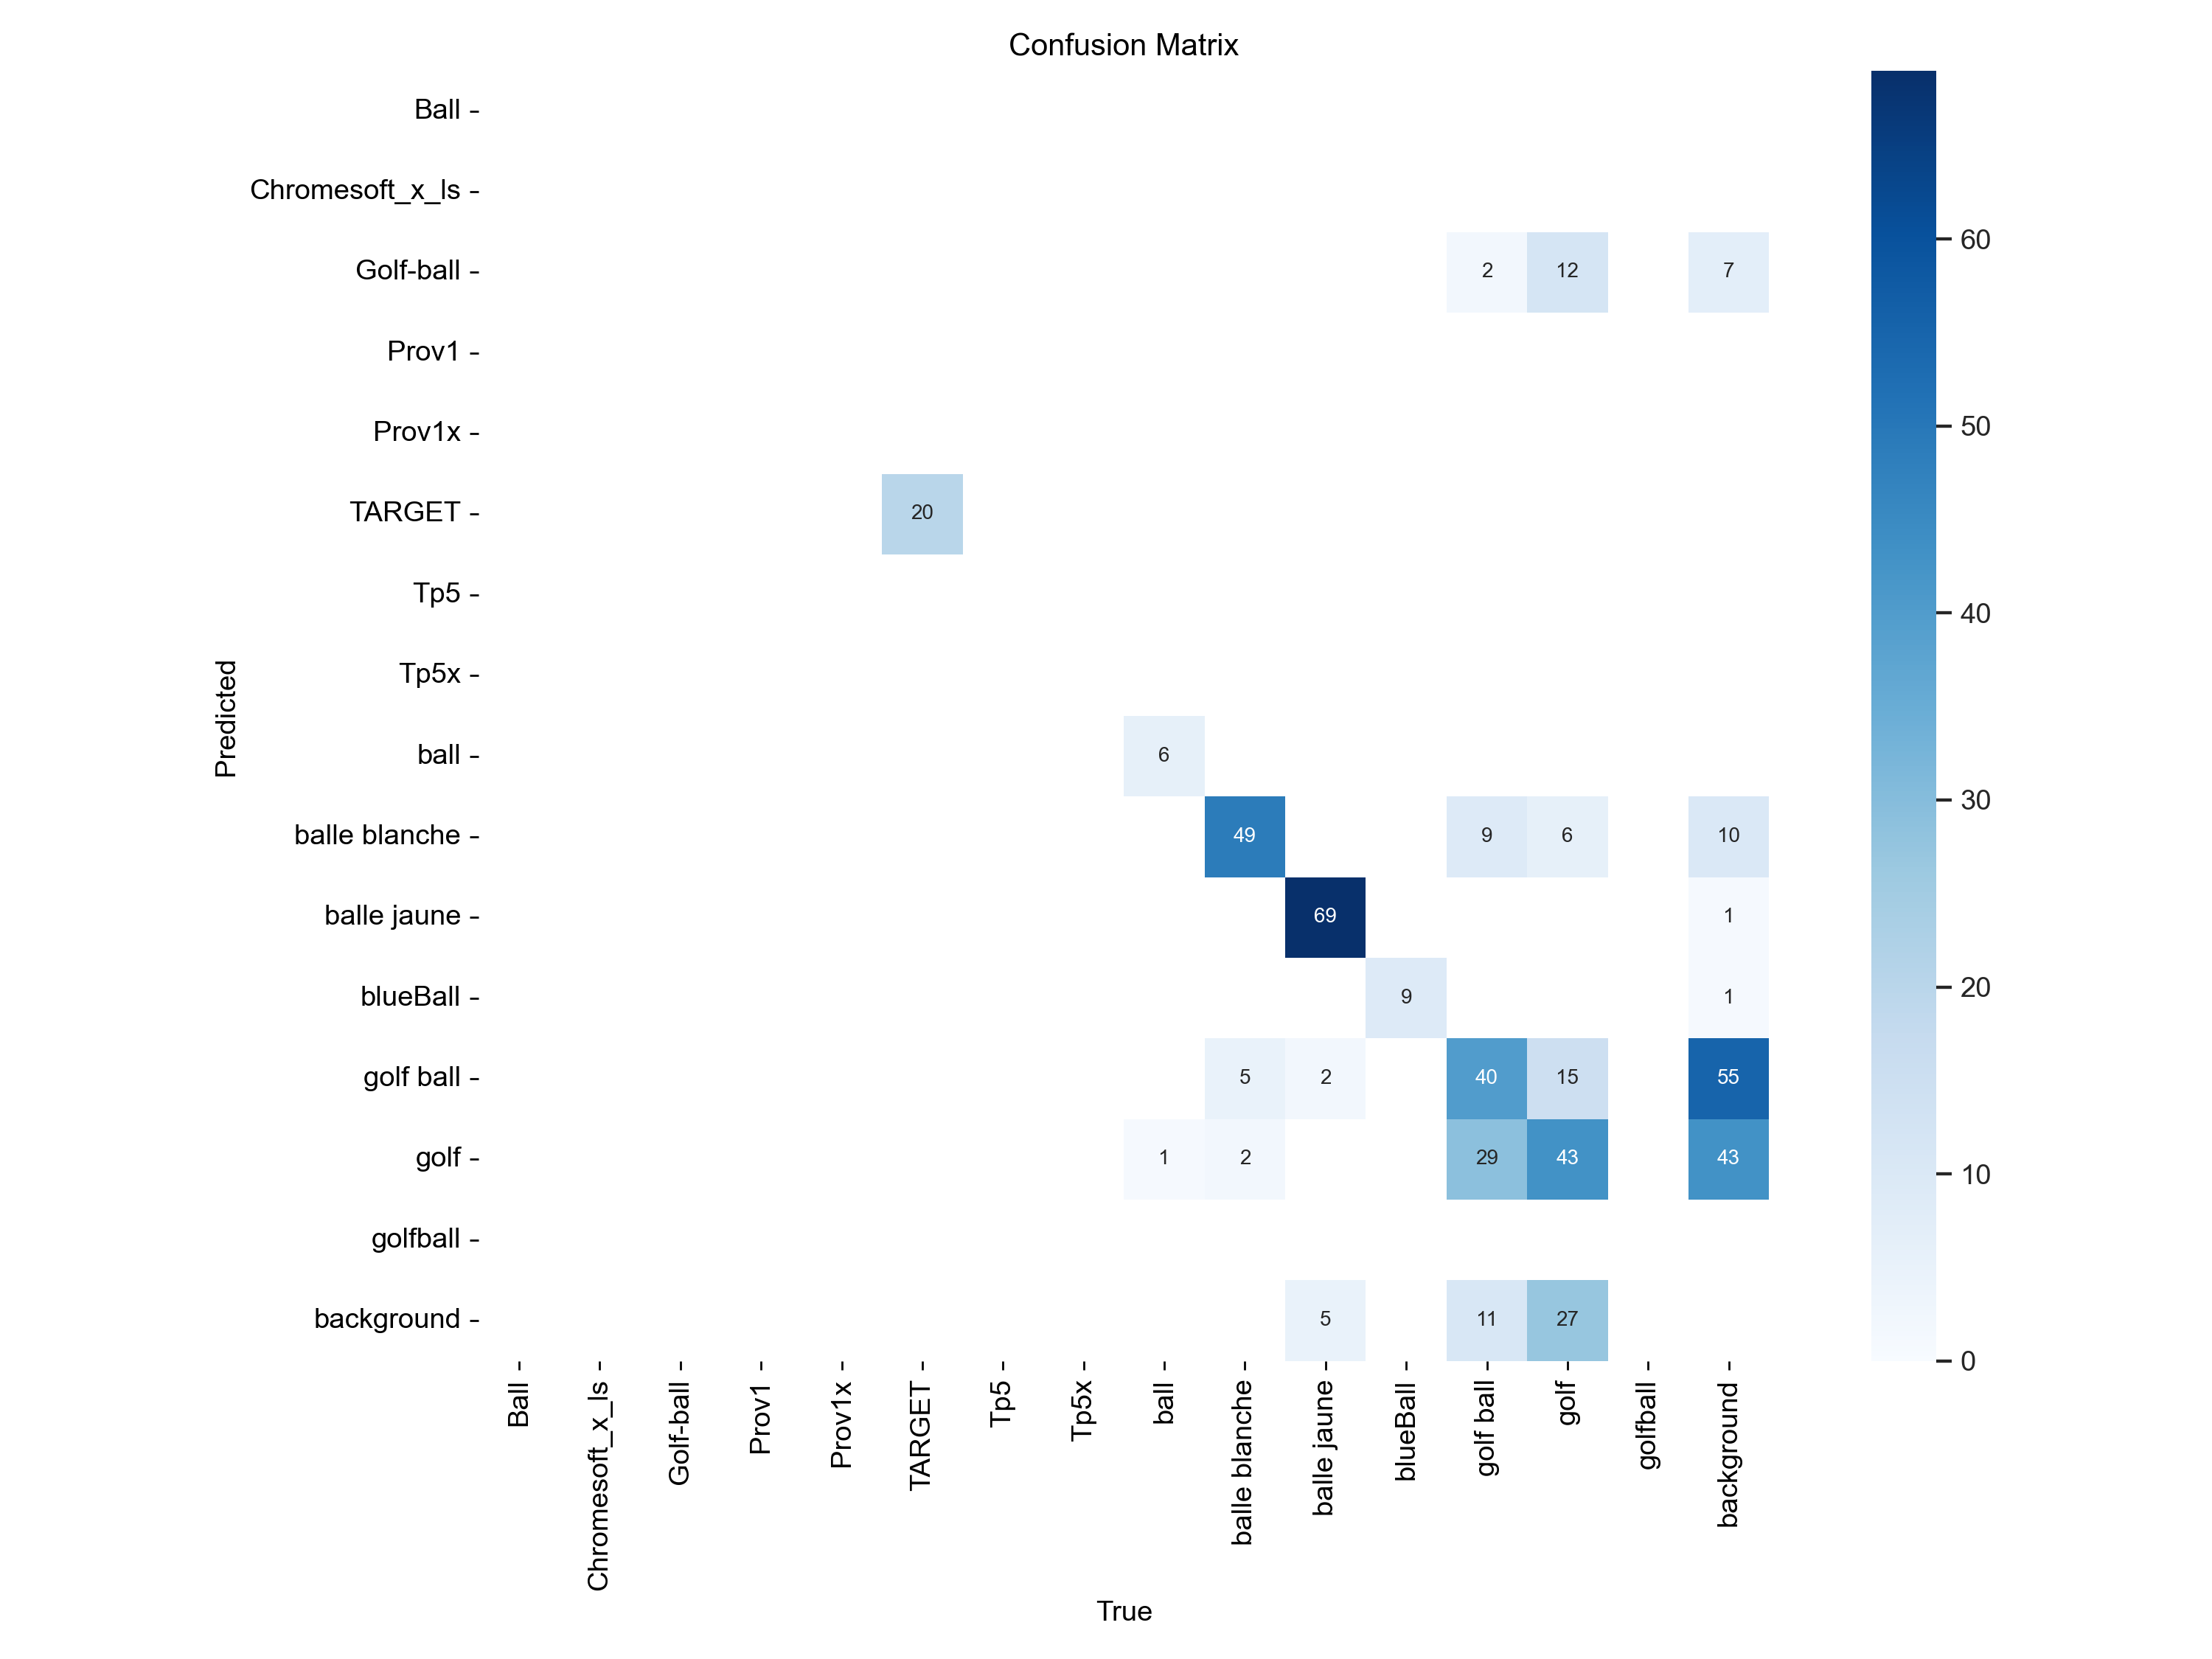 Confusion Matrix
Ball
Chromesoft_x_ls
Golf-ball 2 12 7
Prov1
Prov1x
TARGET 20
Tp5
Tp5x
ball 6
balle blanche 49 9 6 10
balle jaune 69 1
blueBall 9 1
golf ball 5 2 40 15 55
golf 1 2 29 43 43
golfball
background 5 11 27
Predicted
Ball
Chromesoft_x_ls
Golf-ball
Prov1
Prov1x
TARGET
Tp5
Tp5x
ball
balle blanche
balle jaune
blueBall
golf ball
golf
golfball
background
True
60
50
40
30
20
10
0